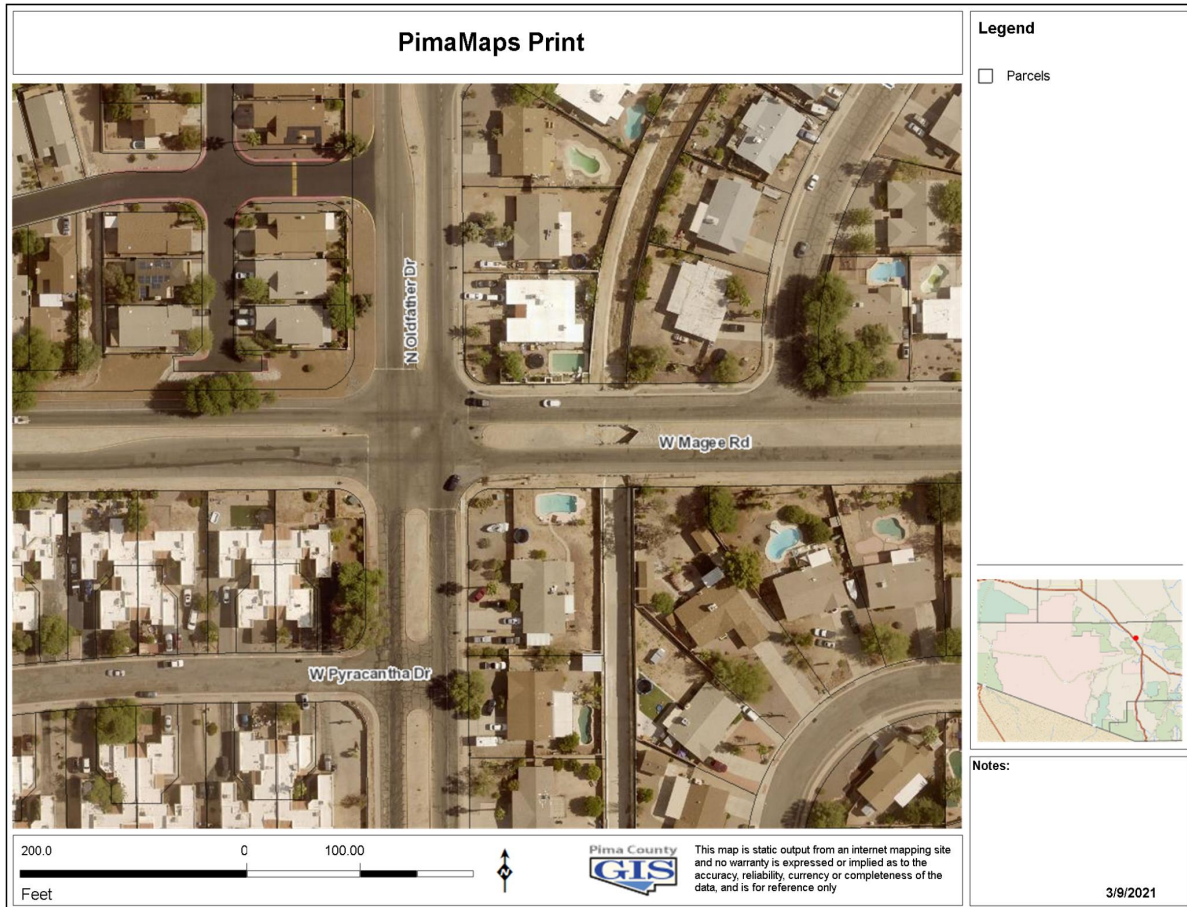 PimaMaps Print
Legend
Parcels
N Oldfather Dr
W Magee Rd
W Pyracantha Dr
Notes:
200.0 0 100.00
Feet
N
Pima County
GIS
This map is static output from an internet mapping site
and no warranty is expressed or implied as to the
accuracy, reliability, currency or completeness of the
data, and is for reference only
3/9/2021